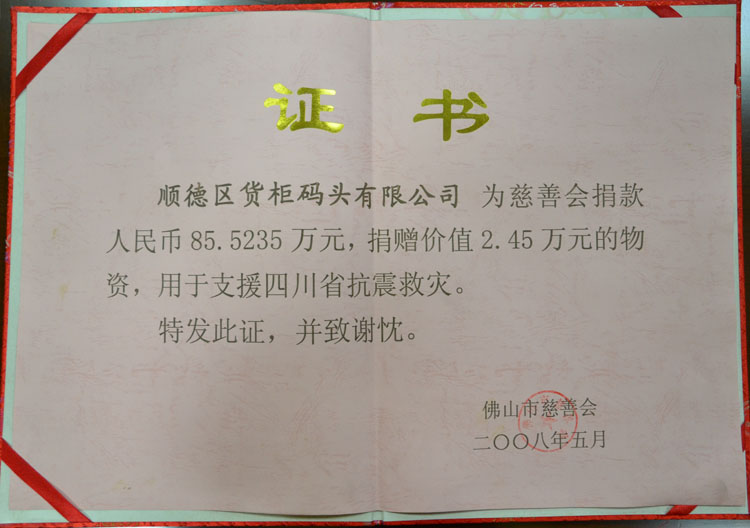 证 书
顺德区货柜码头有限公司 为慈善会捐款
人民币85.5235万元，捐赠价值2.45万元的物
资，用于支援四川省抗震救灾。
特发此证，并致谢忱。
佛山市慈善会
二〇〇八年五月